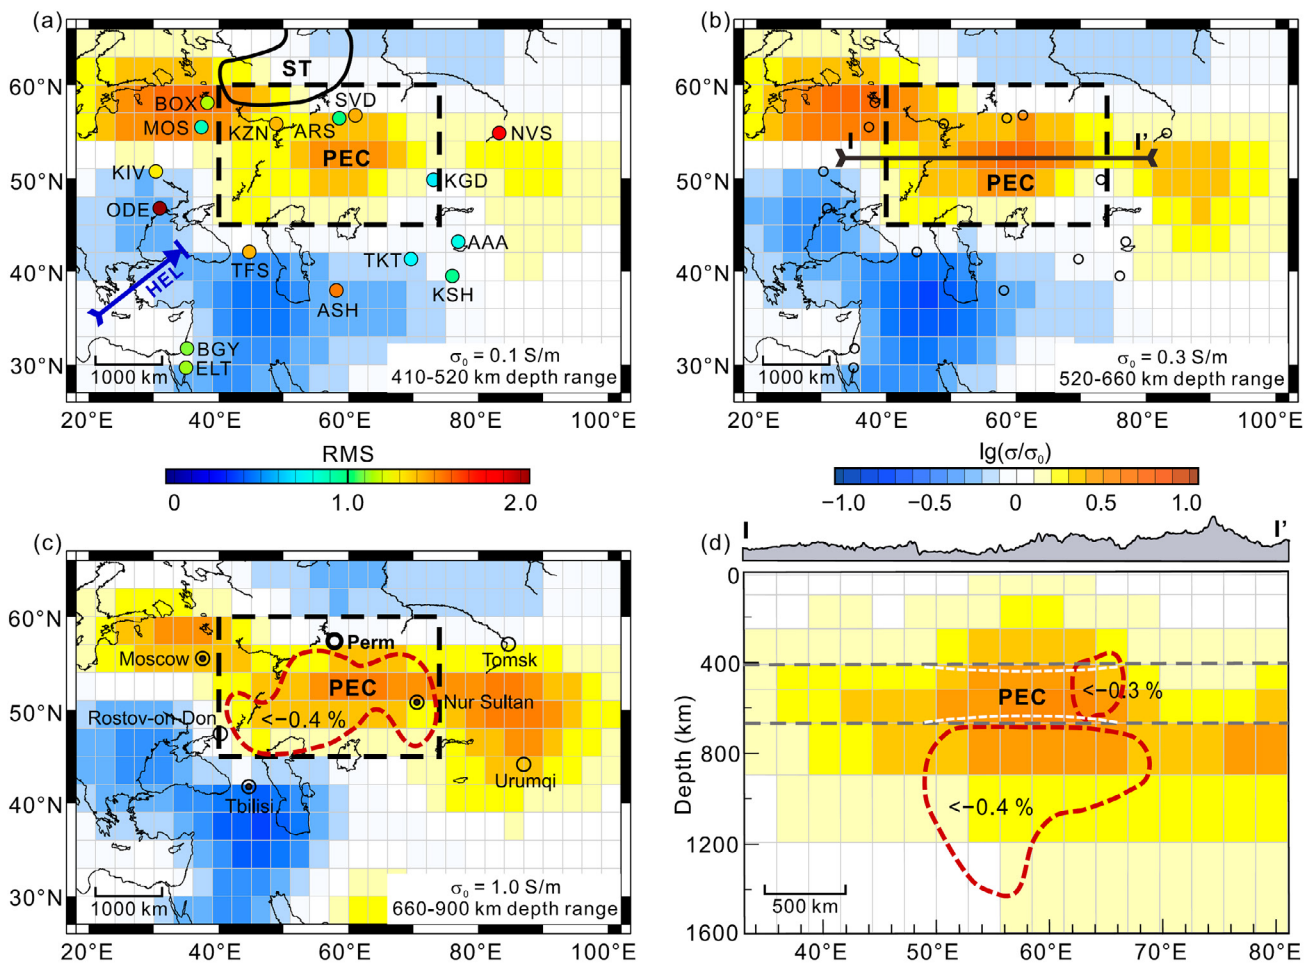 (a)
ST
BOX
SVD
MOS
KZN
ARS
NVS
PEC
KIV
KGD
ODE
AAA
TFS
TKT
HEL
KSH
ASH
BGY
ELT
1000 km
σ0 = 0.1 S/m
410-520 km depth range
60°N
50°N
40°N
30°N
20°E
40°E
60°E
80°E
100°E
(b)
I
I’
PEC
1000 km
σ0 = 0.3 S/m
520-660 km depth range
60°N
50°N
40°N
30°N
20°E
40°E
60°E
80°E
100°E
RMS
0
1.0
2.0
lg(σ/σ0)
−1.0
−0.5
0
0.5
1.0
(c)
Perm
Moscow
Tomsk
PEC
Nur Sultan
<−0.4 %
Rostov-on-Don
Urumqi
Tbilisi
1000 km
σ0 = 1.0 S/m
660-900 km depth range
60°N
50°N
40°N
30°N
20°E
40°E
60°E
80°E
100°E
(d)
I
I’
0
400
800
1200
1600
Depth (km)
PEC
<−0.3 %
<−0.4 %
500 km
40°E
50°E
60°E
70°E
80°E